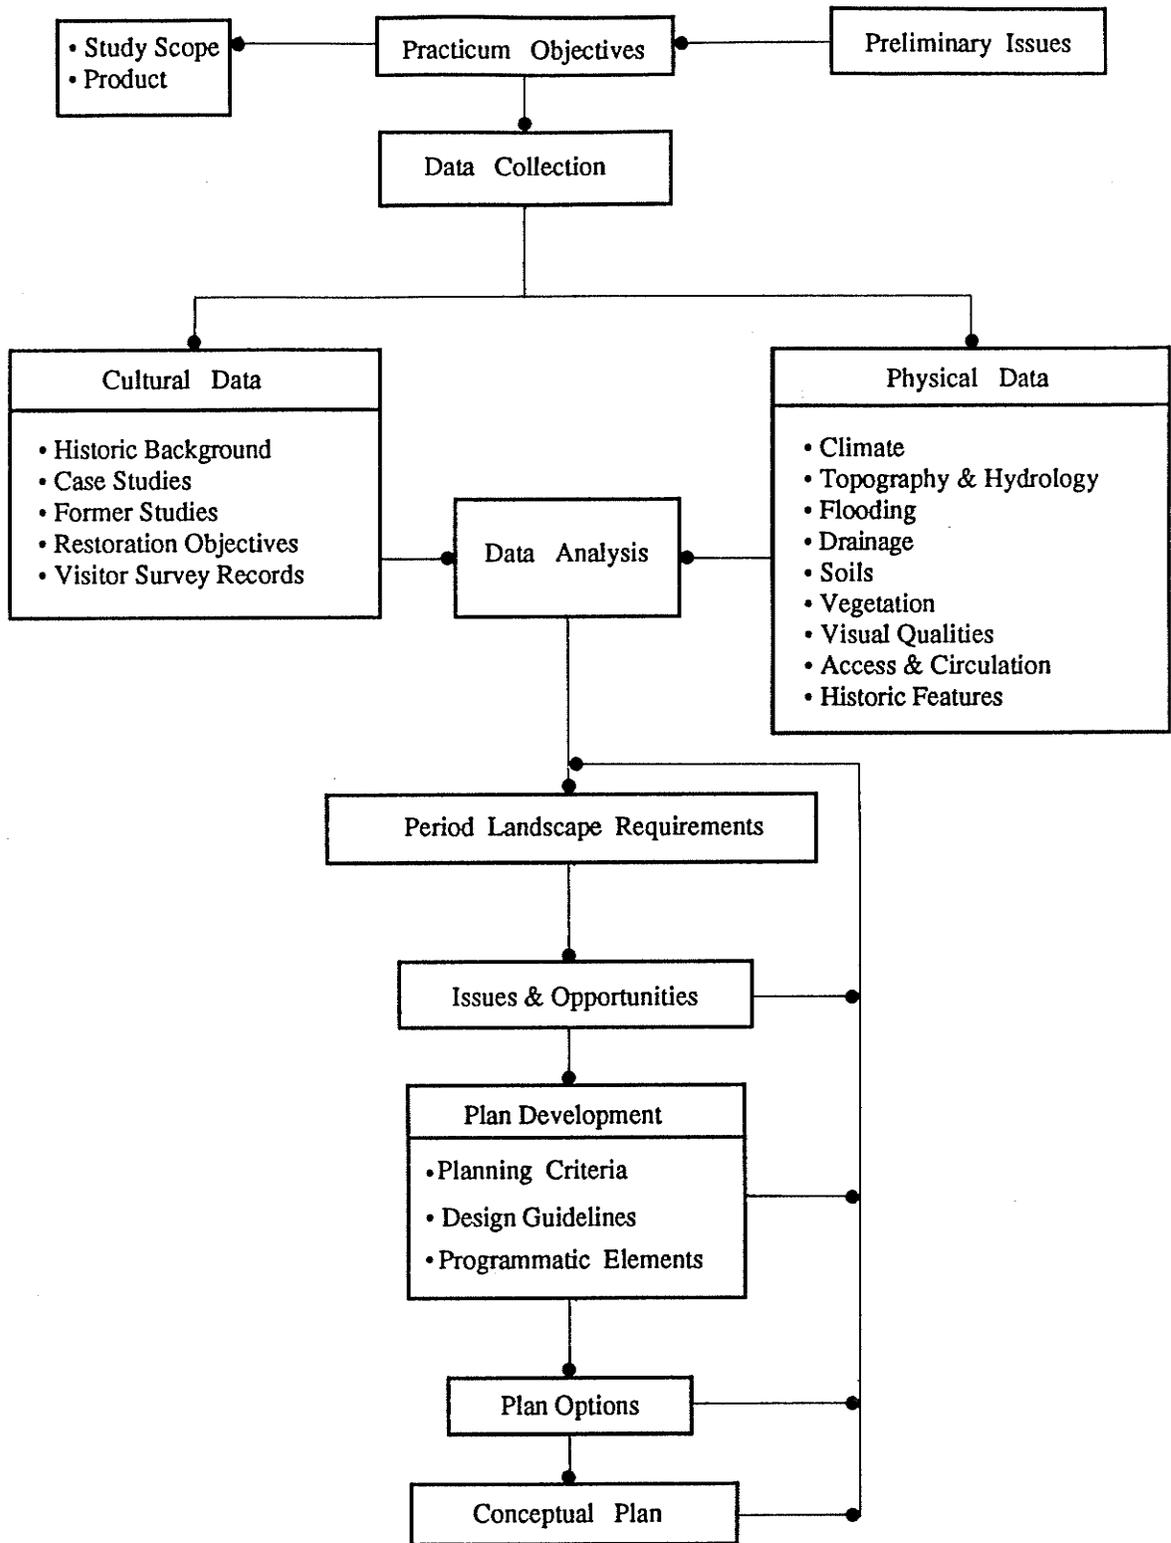 • Study Scope
• Product
Practicum Objectives
Preliminary Issues
Data Collection
Cultural Data
• Historic Background
• Case Studies
• Former Studies
• Restoration Objectives
• Visitor Survey Records
Data Analysis
Physical Data
• Climate
• Topography & Hydrology
• Flooding
• Drainage
• Soils
• Vegetation
• Visual Qualities
• Access & Circulation
• Historic Features
Period Landscape Requirements
Issues & Opportunities
Plan Development
• Planning Criteria
• Design Guidelines
• Programmatic Elements
Plan Options
Conceptual Plan